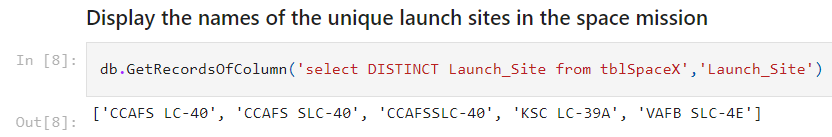 Display the names of the unique launch sites in the space mission
In [8]: db.GetRecordsOfColumn('select DISTINCT Launch_Site from tblSpaceX','Launch_Site')
Out[8]: ['CCAFS LC-40', 'CCAFS SLC-40', 'CCAFSSLC-40', 'KSC LC-39A', 'VAFB SLC-4E']